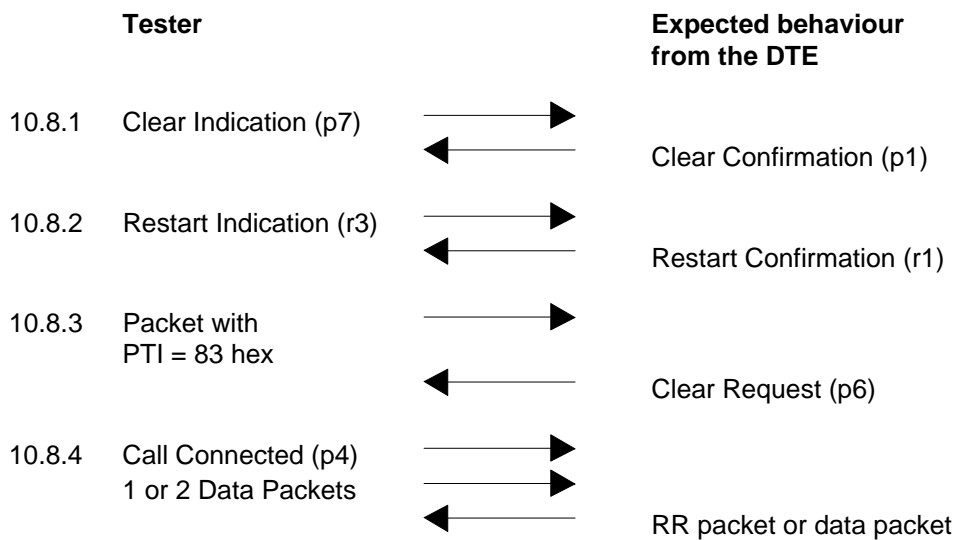 Tester
Expected behaviour
from the DTE
10.8.1 Clear Indication (p7)
Clear Confirmation (p1)
10.8.2 Restart Indication (r3)
Restart Confirmation (r1)
10.8.3 Packet with
PTI = 83 hex
Clear Request (p6)
10.8.4 Call Connected (p4)
1 or 2 Data Packets
RR packet or data packet